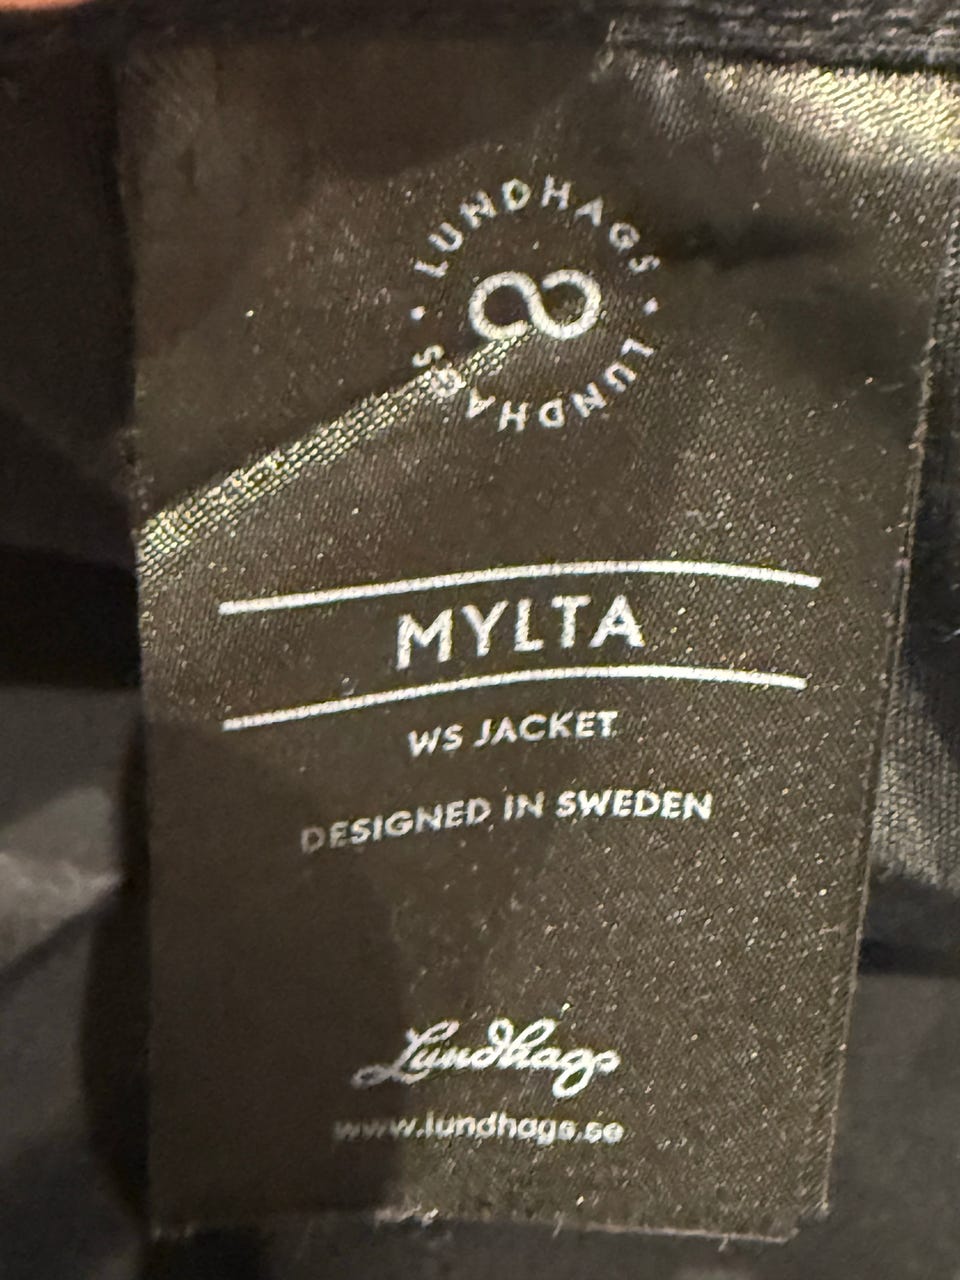 LUNDHAGS · LUNDHAGS ·
MYLTA
WS JACKET
DESIGNED IN SWEDEN
Lundhags
www.lundhags.se